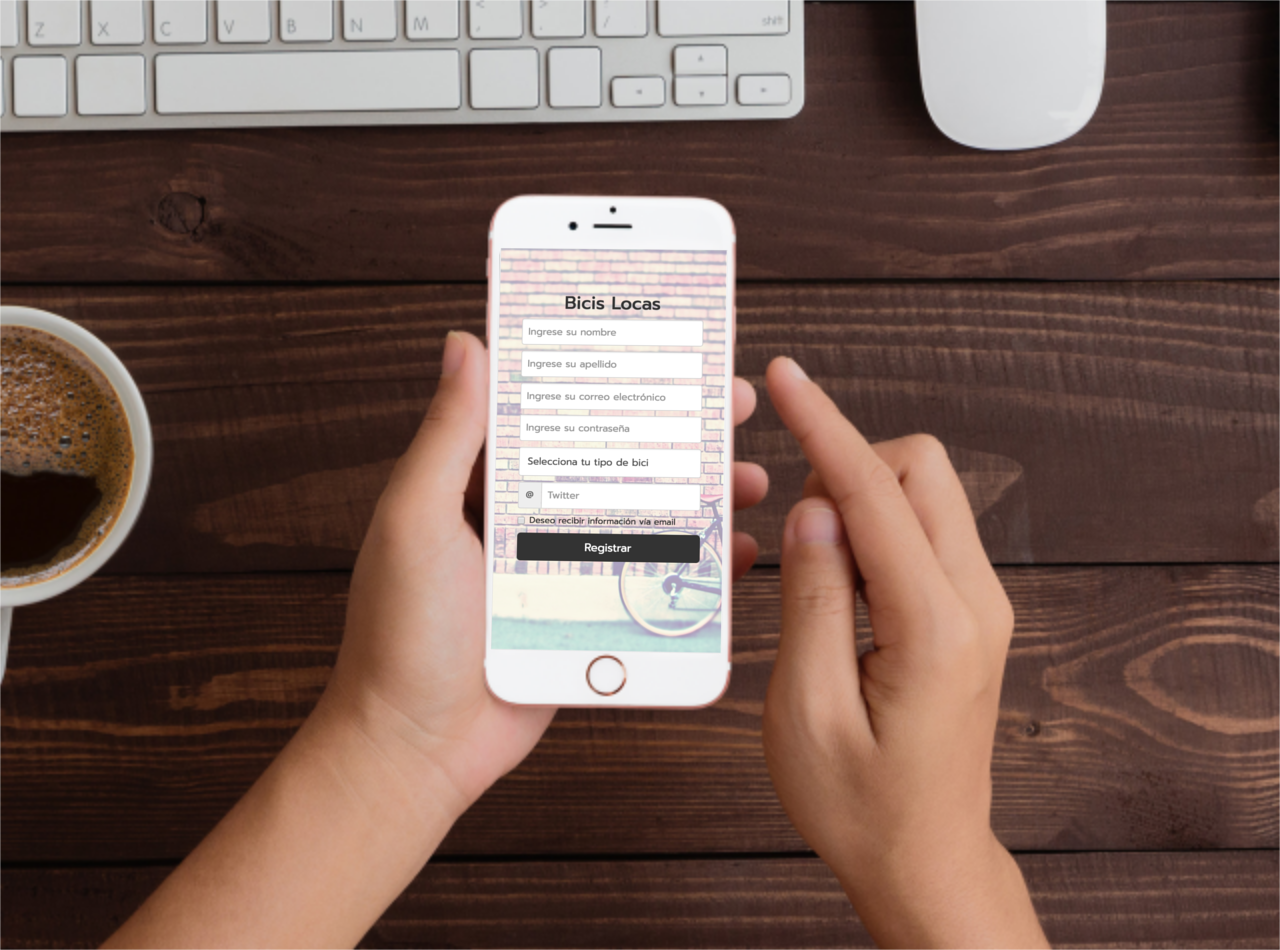 Z X C V B N M < , > . ? / shift
Bicis Locas
Ingrese su nombre
Ingrese su apellido
Ingrese su correo electrónico
Ingrese su contraseña
Selecciona tu tipo de bici
@ Twitter
Deseo recibir información vía email
Registrar